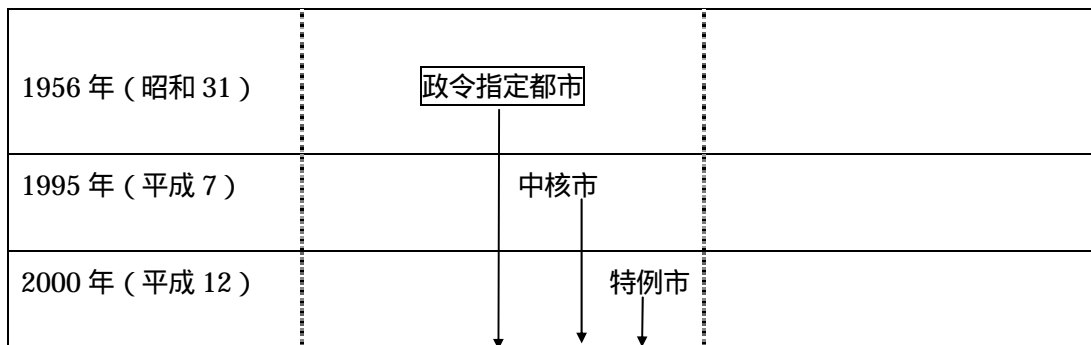 1956 年 ( 昭和 31 ) 政令指定都市
1995 年 ( 平成 7 ) 中核市
2000 年 ( 平成 12 ) 特例市